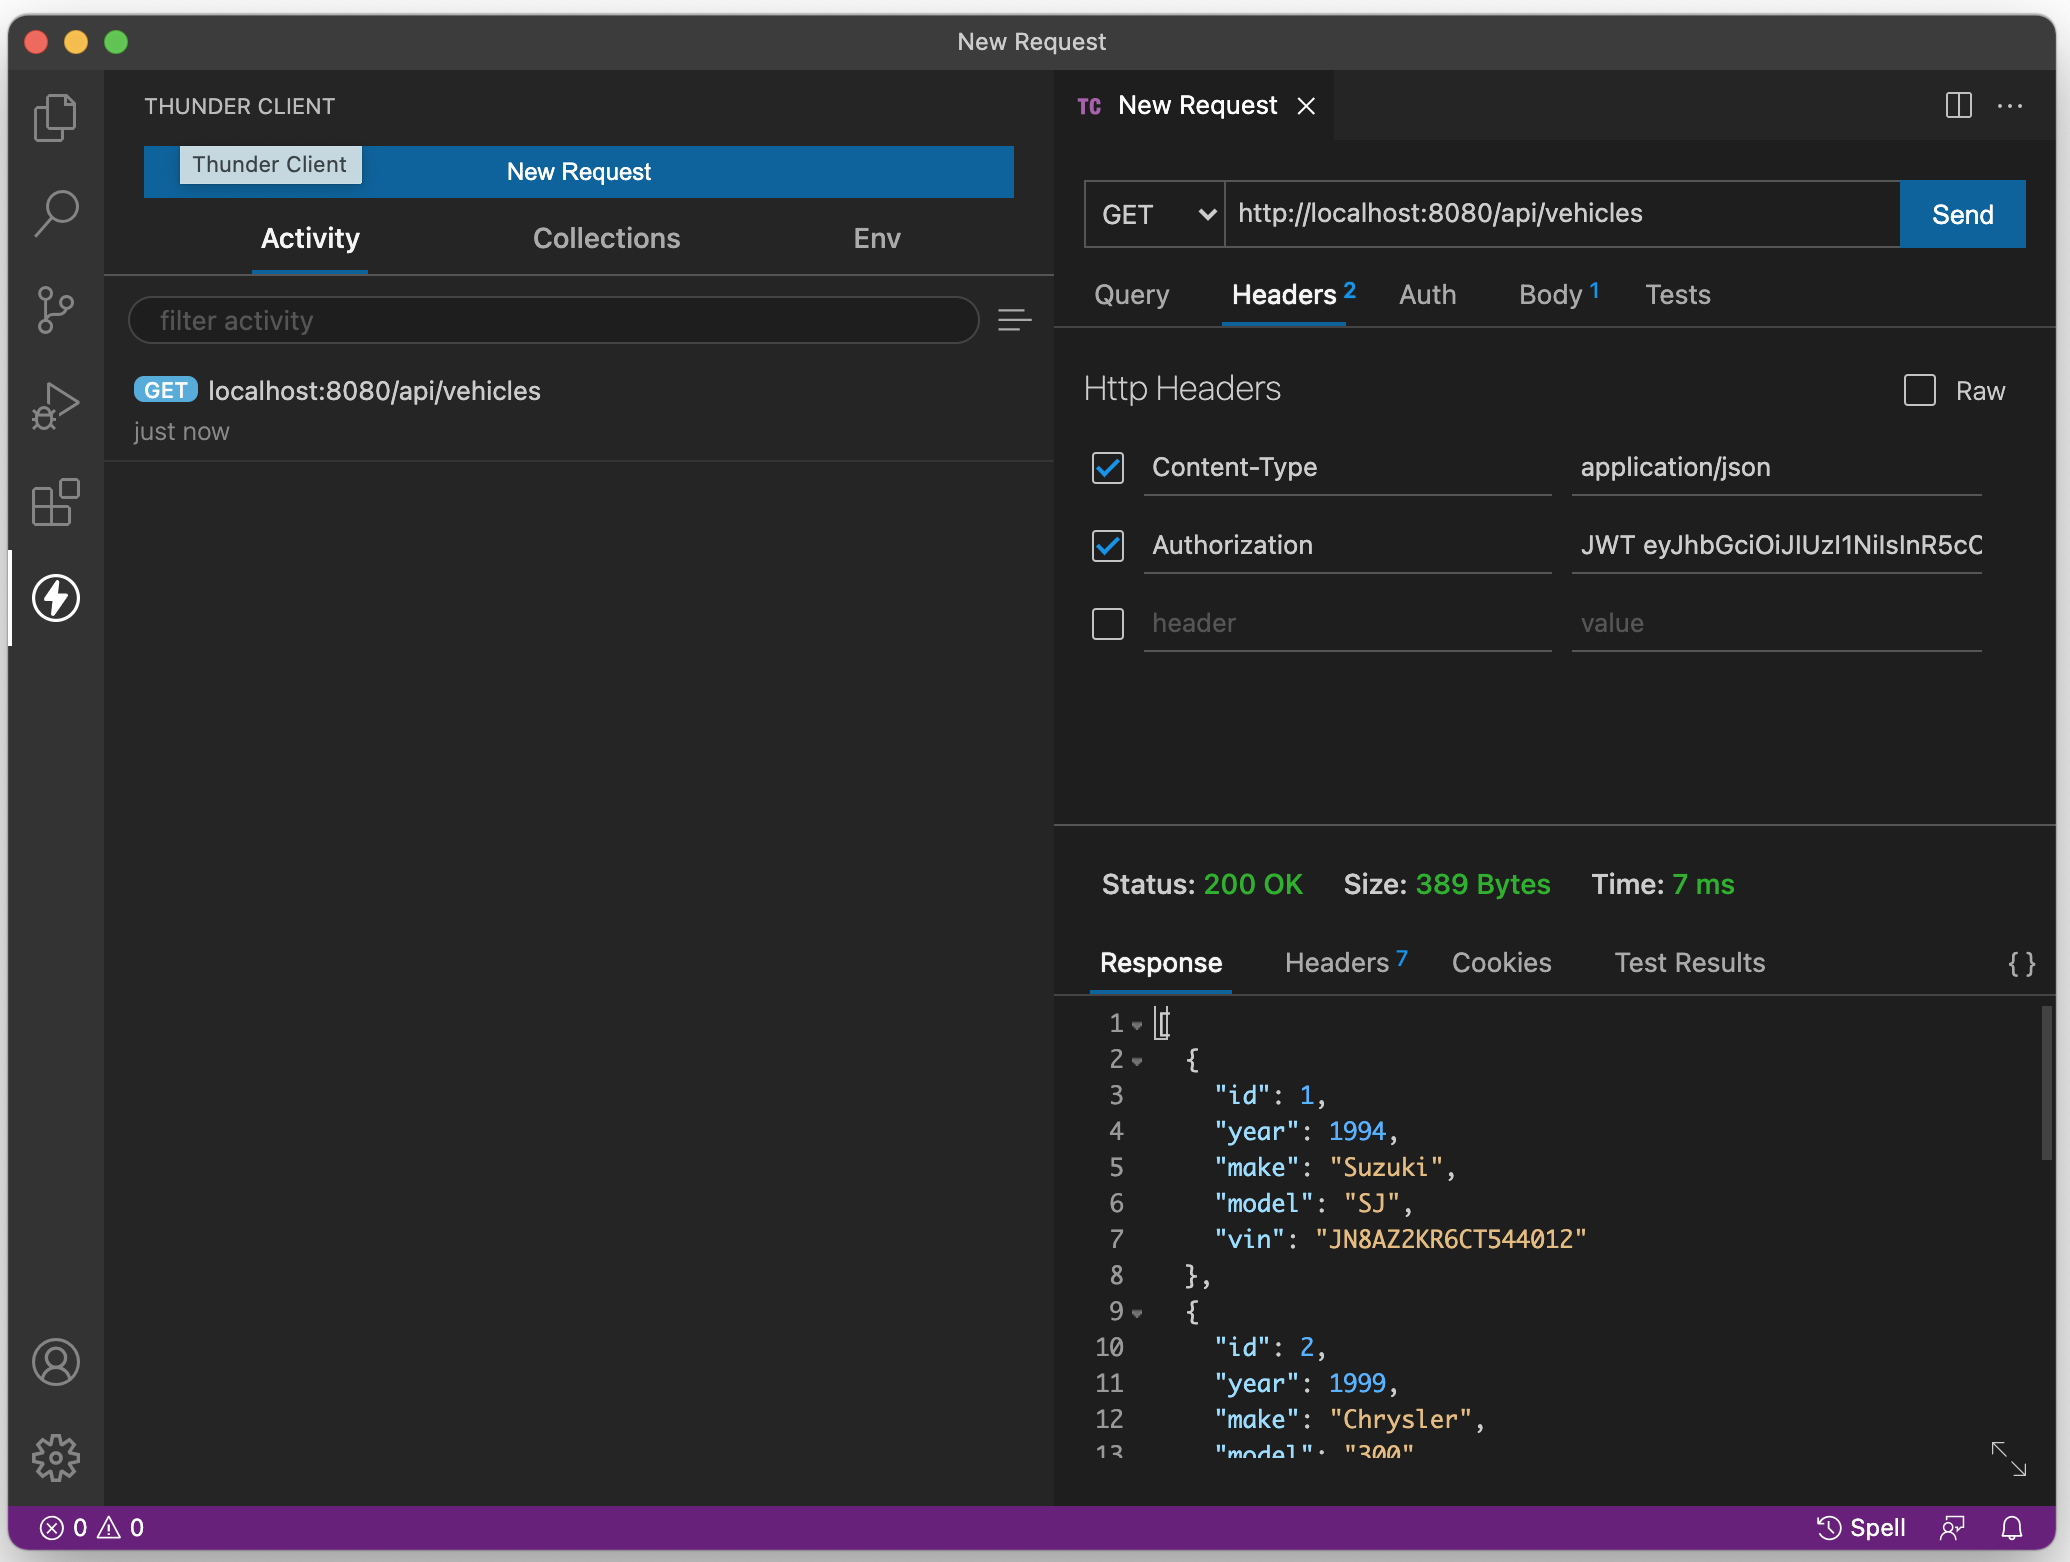 New Request
THUNDER CLIENT
Thunder Client
New Request
Activity Collections Env
filter activity
GET localhost:8080/api/vehicles
just now
TC New Request
GET http://localhost:8080/api/vehicles Send
Query Headers 2 Auth Body 1 Tests
Http Headers Raw
Content-Type application/json
Authorization JWT eyJhbGciOiJIUzI1NiIsInR5cC
header value
Status: 200 OK Size: 389 Bytes Time: 7 ms
Response Headers 7 Cookies Test Results { }
1 [
2 {
3 "id": 1,
4 "year": 1994,
5 "make": "Suzuki",
6 "model": "SJ",
7 "vin": "JN8AZ2KR6CT544012"
8 },
9 {
10 "id": 2,
11 "year": 1999,
12 "make": "Chrysler",
13 "model": "300"
0 0 Spell